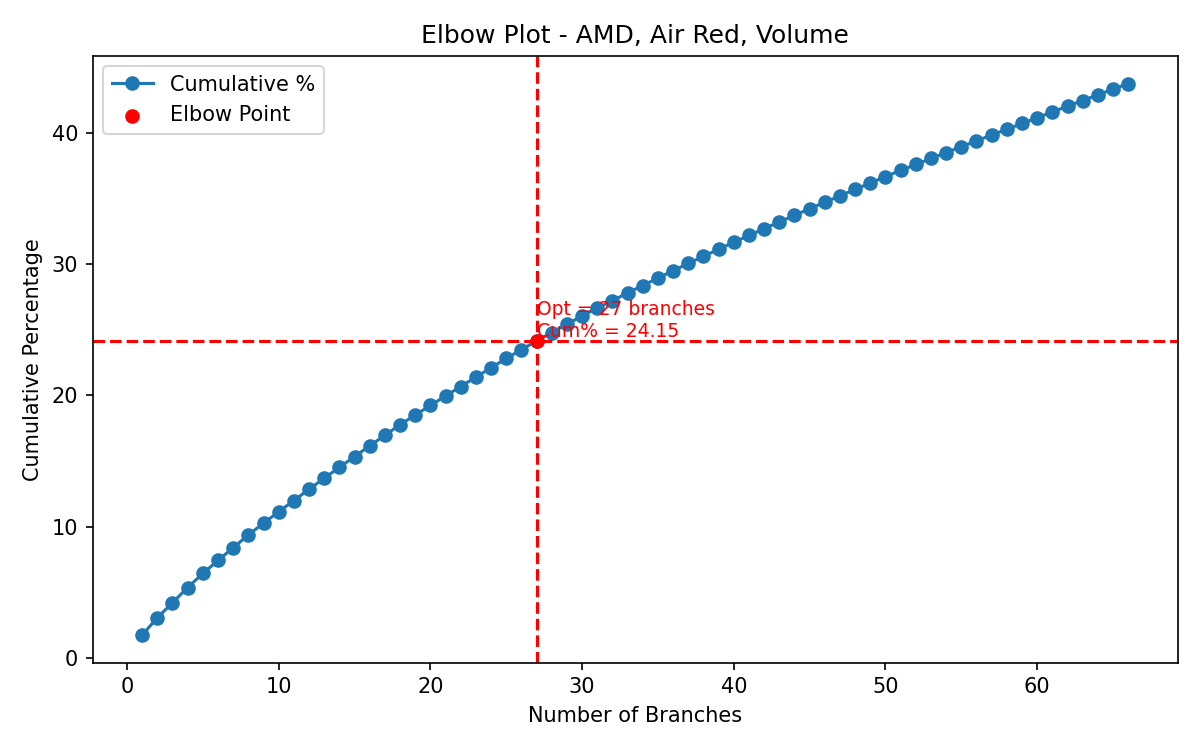 Elbow Plot - AMD, Air Red, Volume
Cumulative %
Elbow Point
Cumulative Percentage
40
30
20
10
0
Opt = 27 branches
Cum% = 24.15
0 10 20 30 40 50 60
Number of Branches